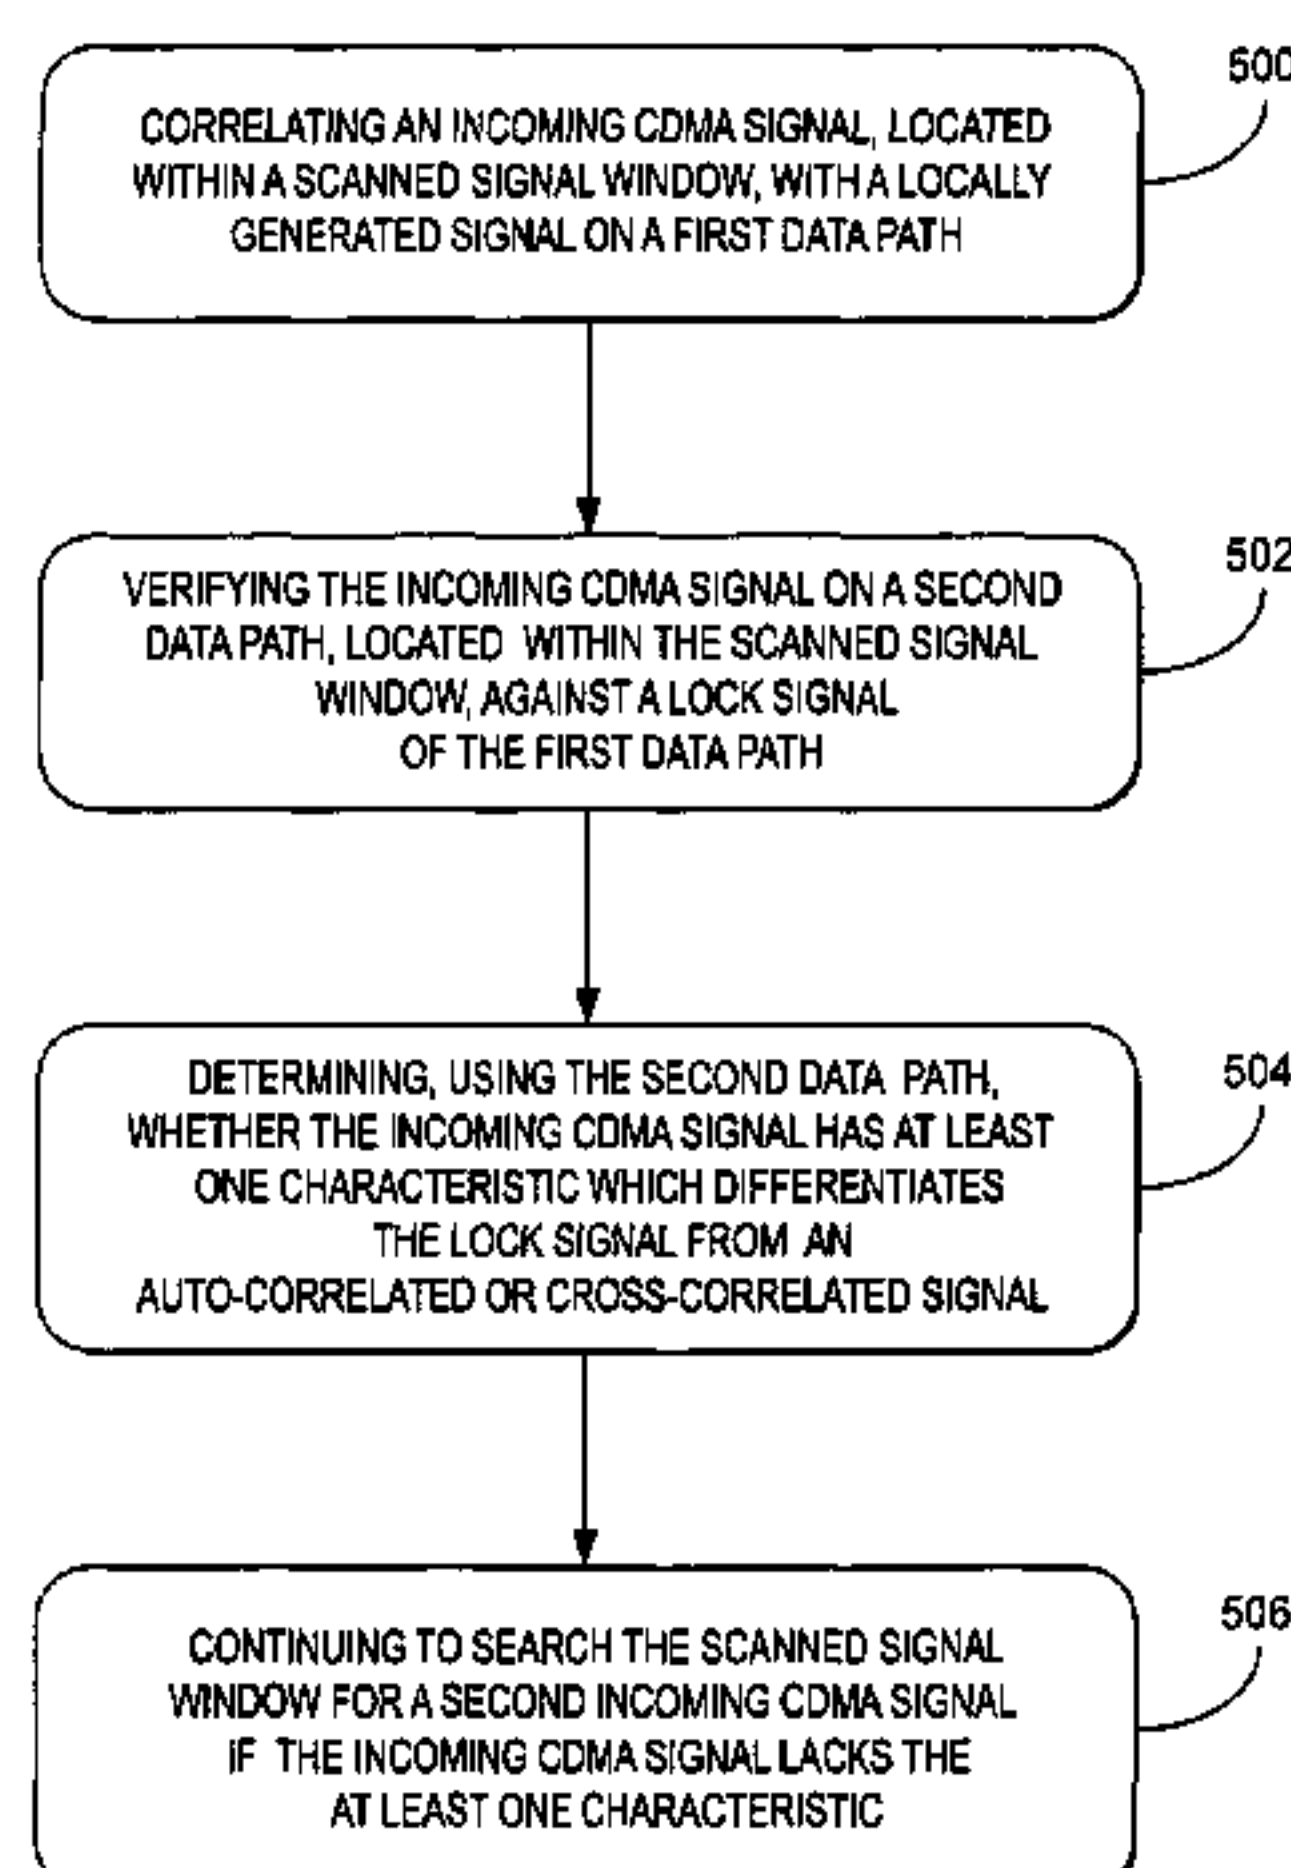 500
CORRELATING AN INCOMING CDMA SIGNAL, LOCATED
WITHIN A SCANNED SIGNAL WINDOW, WITH A LOCALLY
GENERATED SIGNAL ON A FIRST DATA PATH
502
VERIFYING THE INCOMING CDMA SIGNAL ON A SECOND
DATA PATH, LOCATED WITHIN THE SCANNED SIGNAL
WINDOW, AGAINST A LOCK SIGNAL
OF THE FIRST DATA PATH
504
DETERMINING, USING THE SECOND DATA PATH,
WHETHER THE INCOMING CDMA SIGNAL HAS AT LEAST
ONE CHARACTERISTIC WHICH DIFFERENTIATES
THE LOCK SIGNAL FROM AN
AUTO-CORRELATED OR CROSS-CORRELATED SIGNAL
506
CONTINUING TO SEARCH THE SCANNED SIGNAL
WINDOW FOR A SECOND INCOMING CDMA SIGNAL
IF THE INCOMING CDMA SIGNAL LACKS THE
AT LEAST ONE CHARACTERISTIC